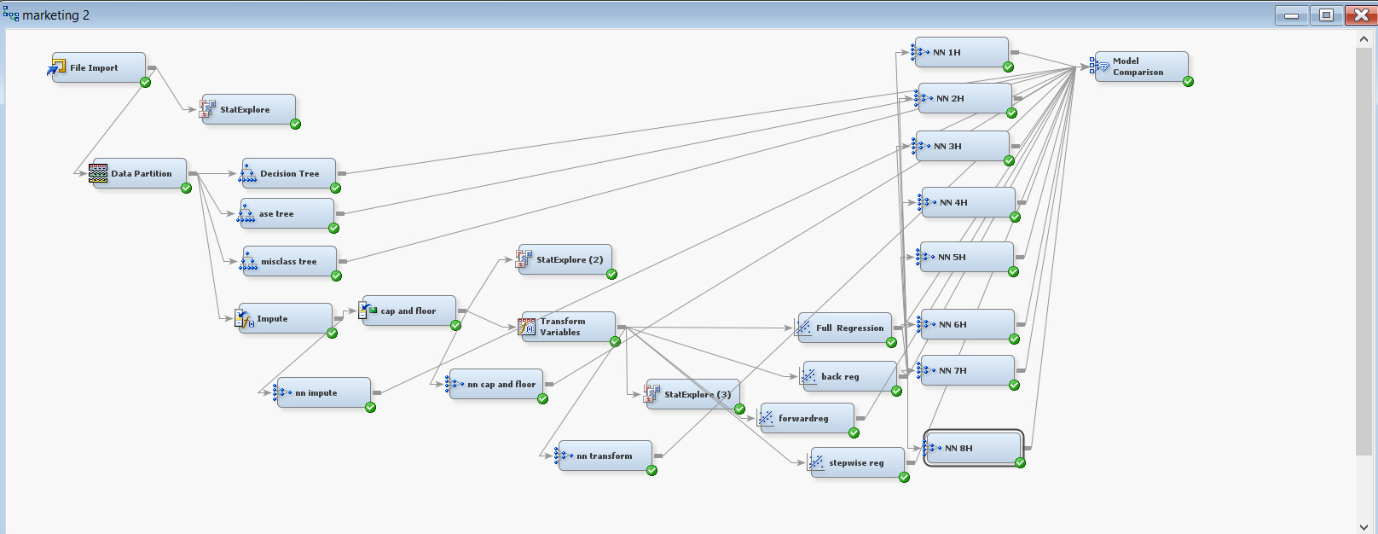 marketing 2
File Import
StatExplore
Data Partition
Decision Tree
ase tree
misclass tree
Impute
cap and floor
StatExplore (2)
Transform
Variables
nn impute
nn cap and floor
StatExplore (3)
nn transform
Full Regression
back reg
forwardreg
stepwise reg
NN 1H
NN 2H
NN 3H
NN 4H
NN 5H
NN 6H
NN 7H
NN 8H
Model
Comparison